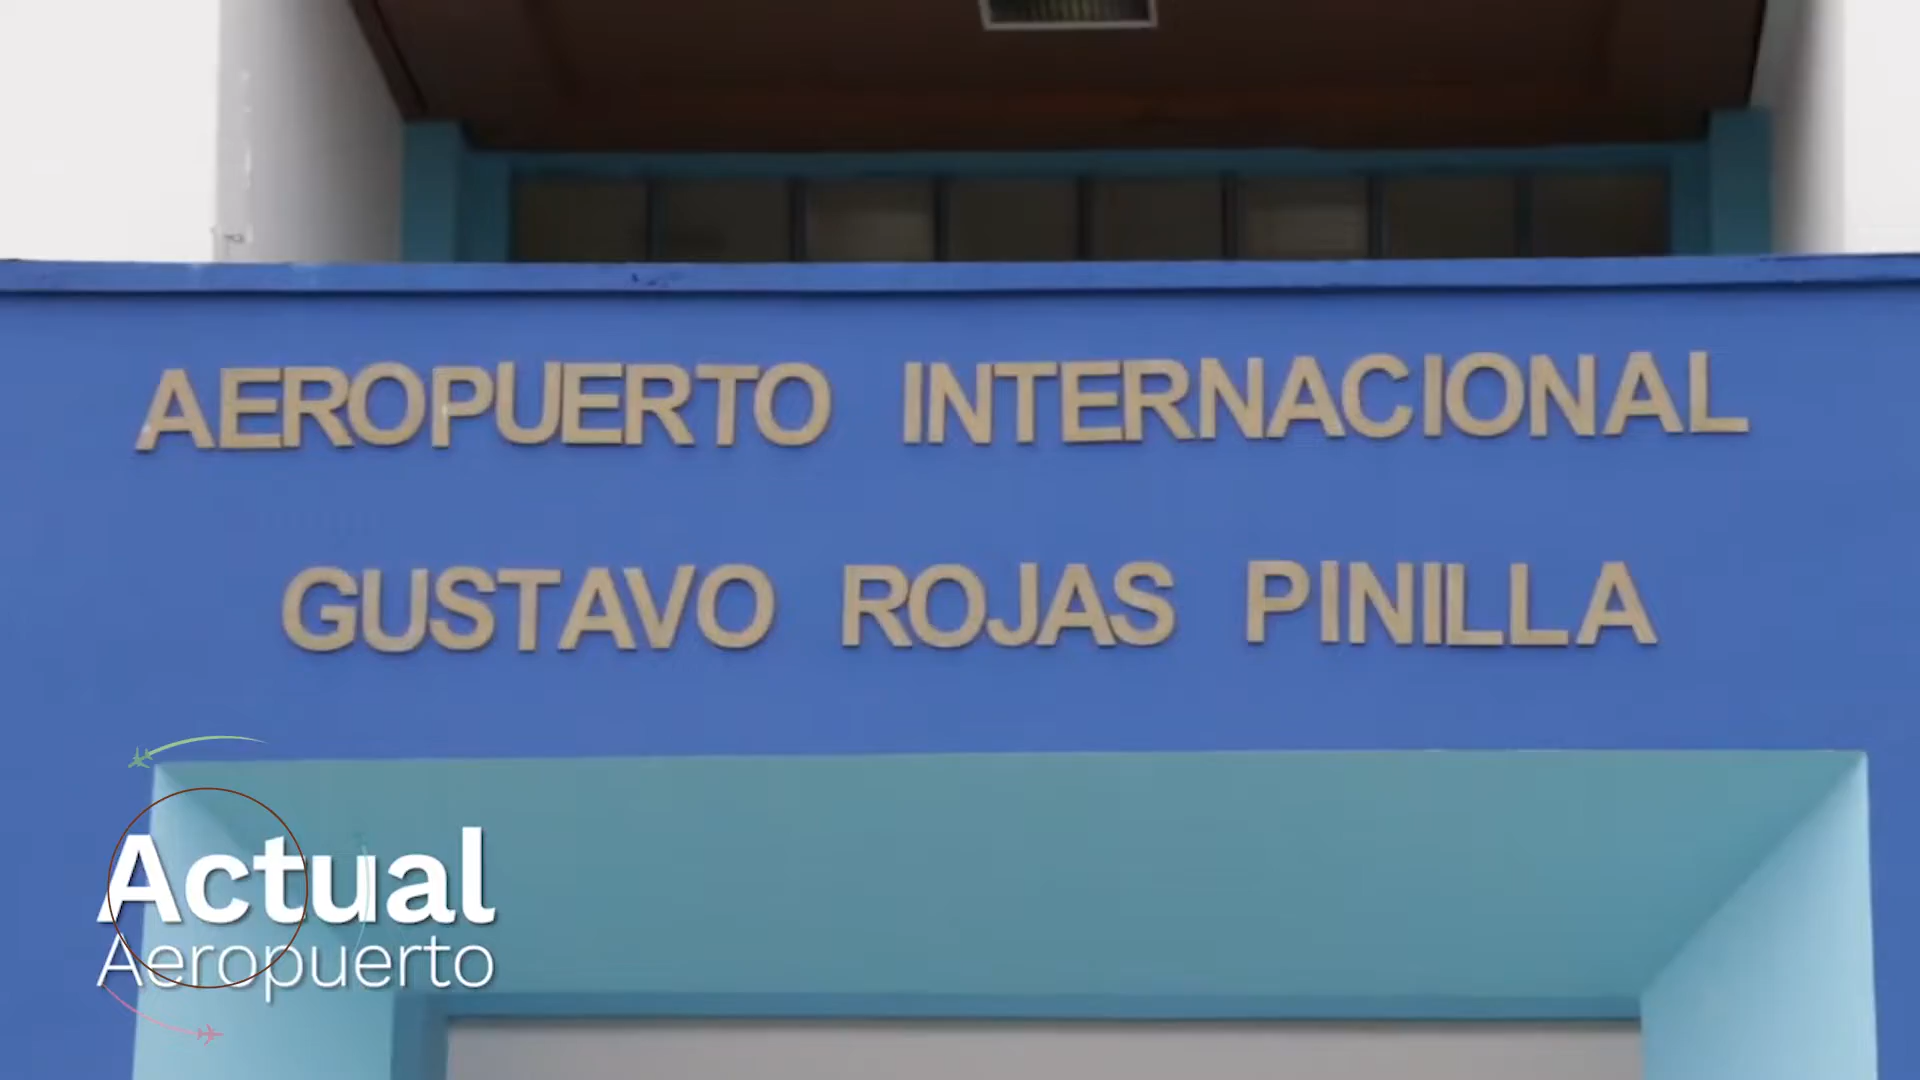 AEROPUERTO INTERNACIONAL
GUSTAVO ROJAS PINILLA
Actual
Aeropuerto